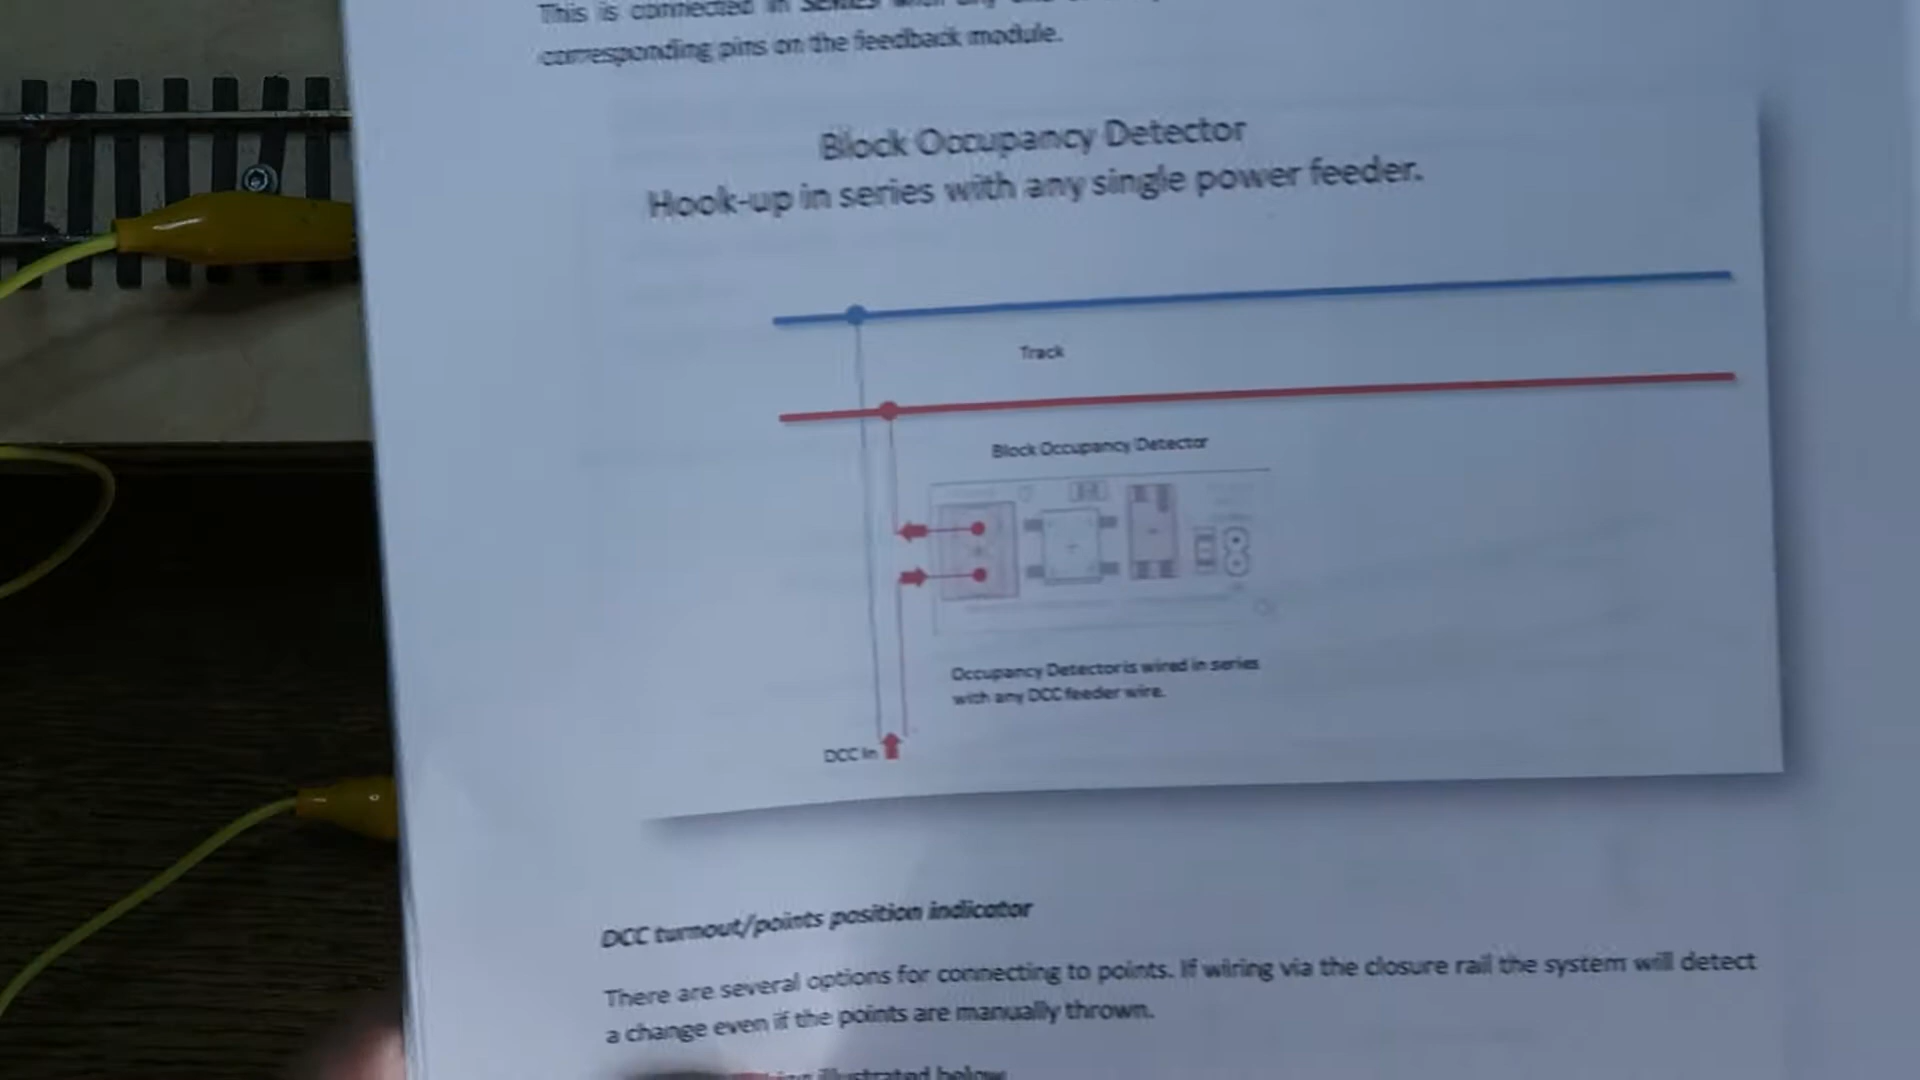 This is connected in SERIES with any
corresponding pins on the feedback module.
Block Occupancy Detector
Hook-up in series with any single power feeder.
Track
Block Occupancy Detector
Occupancy Detector is wired in series
with any DCC feeder wire.
DCC In
DCC turnout/points position indicator
There are several options for connecting to points. If wiring via the closure rail the system will detect
a change even if the points are manually thrown.
illustrated below